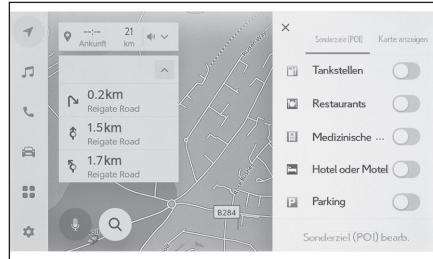 --:-- 21
Ankunft km
0.2km
Reigate Road
1.5km
Reigate Road
1.7km
Reigate Road
B284
Sonderziel (POI) Karte anzeigen
Tankstellen
Restaurants
Medizinische ...
Hotel oder Motel
Parking
Sonderziel (POI) bearb.